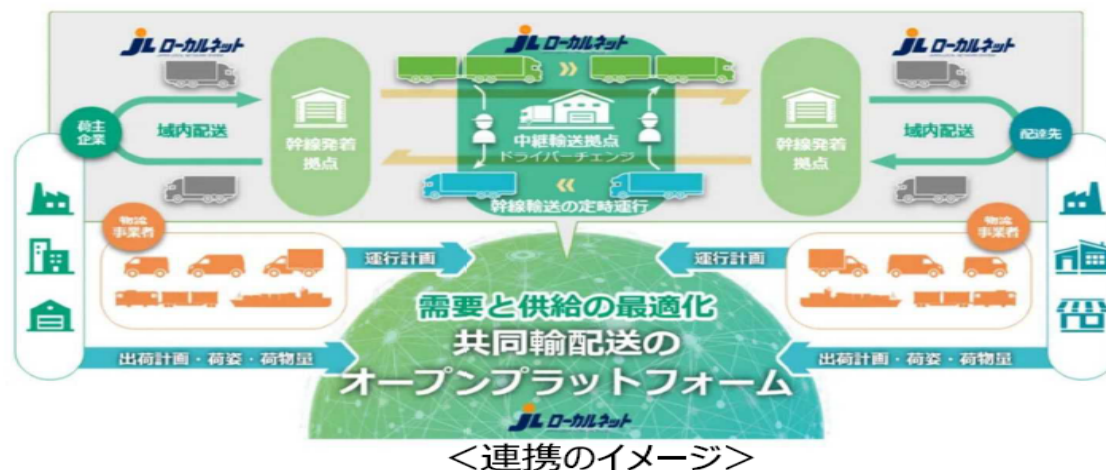 JL ローカルネット
JL ローカルネット
JL ローカルネット
荷主
企業
域内配送
幹線発着
拠点
中継輸送拠点
ドライバーチェンジ
幹線輸送の定時運行
幹線発着
拠点
域内配送
配達先
物流
事業者
物流
事業者
運行計画
運行計画
需要と供給の最適化
共同輸配送の
オープンプラットフォーム
出荷計画・荷姿・荷物量
出荷計画・荷姿・荷物量
JL ローカルネット
＜連携のイメージ＞